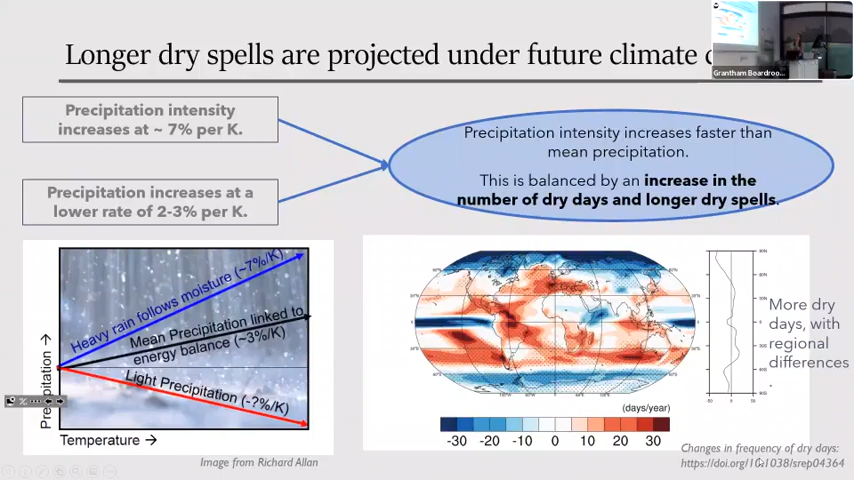 Longer dry spells are projected under future climate
Grantham Boardroo...
Precipitation intensity
increases at ~ 7% per K.
Precipitation increases at a
lower rate of 2-3% per K.
Precipitation intensity increases faster than
mean precipitation.
This is balanced by an increase in the
number of dry days and longer dry spells.
Heavy rain follows moisture (~7%/K)
Mean Precipitation linked to
energy balance (~3%/K)
Light Precipitation (-?%/K)
Precipitation →
Temperature →
Image from Richard Allan
(days/year)
-30 -20 -10 0 10 20 30
More dry
days, with
regional
differences
.
Changes in frequency of dry days:
https://doi.org/10.1038/srep04364